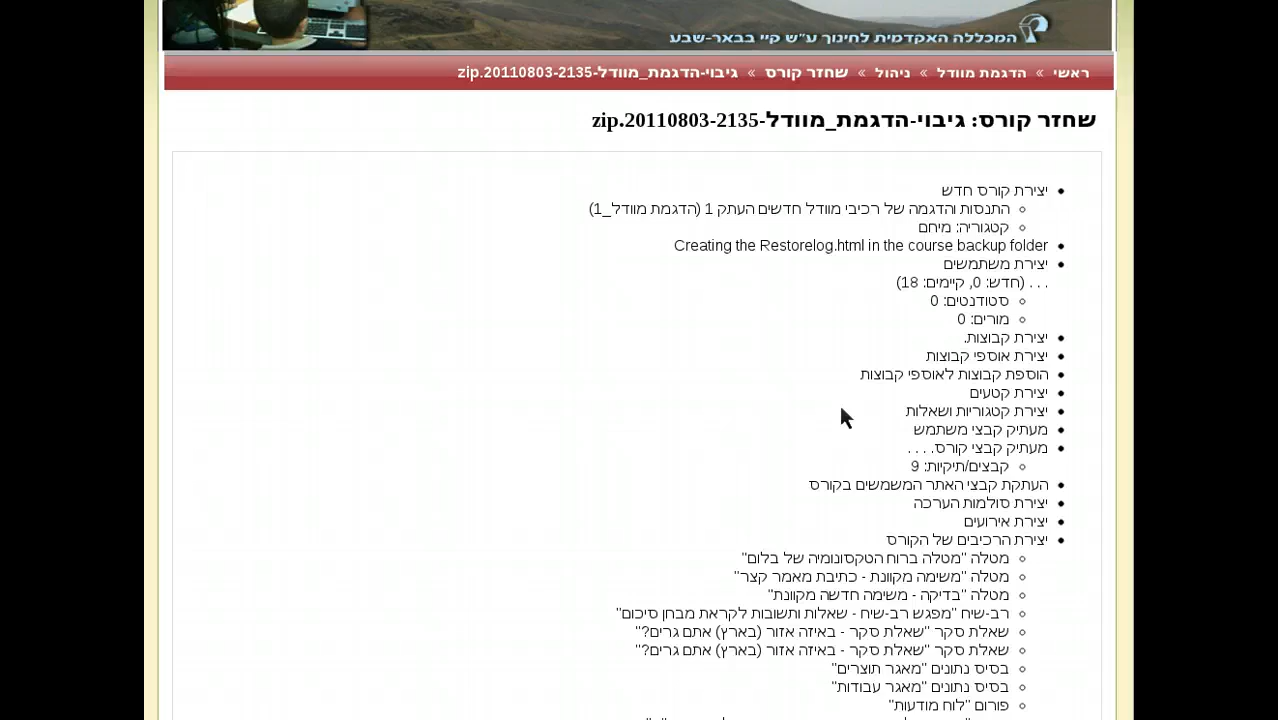 המכללה האקדמית לחינוך ע"ש קיי בבאר-שבע
ראשי » הדגמת מוודל » ניהול » שחזר קורס » גיבוי-הדגמת_מוודל-20110803-2135.zip
שחזר קורס: גיבוי-הדגמת_מוודל-20110803-2135.zip
יצירת קורס חדש
התנסות והדגמה של רכיבי מוודל חדשים העתק 1 (הדגמת מוודל_1)
קטגוריה: מיחם
Creating the Restorelog.html in the course backup folder
יצירת משתמשים
. . . (חדש: 0, קיימים: 18)
סטודנטים: 0
מורים: 0
יצירת קבוצות.
יצירת אוספי קבוצות
הוספת קבוצות לאוספי קבוצות
יצירת קטעים
יצירת קטגוריות ושאלות
מעתיק קבצי משתמש
מעתיק קבצי קורס. . . .
קבצים/תיקיות: 9
העתקת קבצי האתר המשמשים בקורס
יצירת סולמות הערכה
יצירת אירועים
יצירת הרכיבים של הקורס
מטלה "מטלה ברוח הטקסונומיה של בלום"
מטלה "משימה מקוונת - כתיבת מאמר קצר"
מטלה "בדיקה - משימה חדשה מקוונת"
רב-שיח "מפגש רב-שיח - שאלות ותשובות לקראת מבחן סיכום"
שאלת סקר "שאלת סקר - באיזה אזור (בארץ) אתם גרים?"
שאלת סקר "שאלת סקר - באיזה אזור (בארץ) אתם גרים?"
בסיס נתונים "מאגר תוצרים"
בסיס נתונים "מאגר עבודות"
פורום "לוח מודעות"